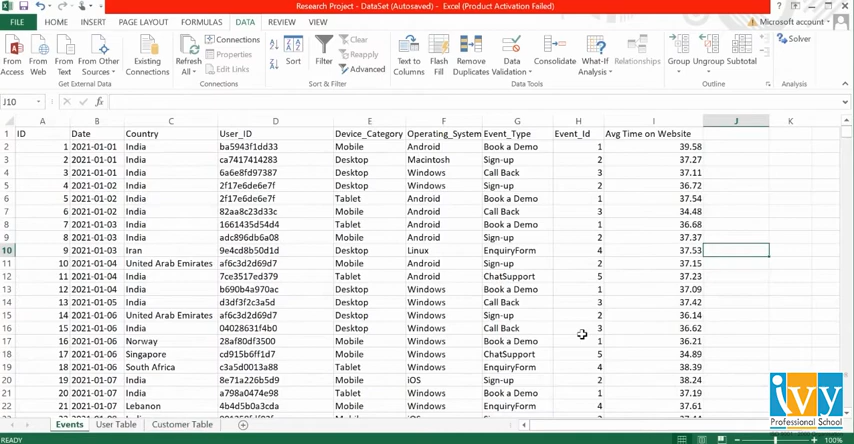 Research Project - DataSet (Autosaved) - Excel (Product Activation Failed)
FILE HOME INSERT PAGE LAYOUT FORMULAS DATA REVIEW VIEW Microsoft account
From Access From Web From Text From Other Sources Existing Connections Refresh All Connections Properties Edit Links Sort Filter Clear Reapply Advanced Text to Columns Flash Fill Remove Duplicates Data Validation Consolidate What-If Analysis Group Ungroup Subtotal Solver
Get External Data Connections Sort & Filter Data Tools Outline Analysis
J10 fx
A B C D E F G H I J K
1 ID Date Country User_ID Device_Category Operating_System Event_Type Event_Id Avg Time on Website
2 1 2021-01-01 India ba5943f1dd33 Mobile Android Book a Demo 1 39.58
3 2 2021-01-01 India ca7417414283 Desktop Macintosh Sign-up 2 37.27
4 3 2021-01-01 India 6a6e8fd97387 Desktop Windows Call Back 3 37.11
5 4 2021-01-02 India 2f17e6de6e7f Desktop Windows Sign-up 2 36.72
6 5 2021-01-02 India 2f17e6de6e7f Tablet Android Book a Demo 1 37.54
7 6 2021-01-02 India 82aa8c23d33c Mobile Android Call Back 3 34.48
8 7 2021-01-03 India 1661435d54d4 Tablet Android Book a Demo 1 36.68
9 8 2021-01-03 India adc896db6a08 Mobile Android Sign-up 2 37.37
10 9 2021-01-03 Iran 9e4cd8b50d1d Desktop Linux EnquiryForm 4 37.53
11 10 2021-01-04 United Arab Emirates af6c3d2d69d7 Mobile Android Sign-up 2 37.15
12 11 2021-01-04 India 7ce3517ed379 Tablet Android ChatSupport 5 37.23
13 12 2021-01-04 India b690b4a970ac Desktop Windows Book a Demo 1 37.09
14 13 2021-01-05 India d3df3f2c3a5d Mobile Windows Call Back 3 37.42
15 14 2021-01-06 United Arab Emirates af6c3d2d69d7 Desktop Windows Sign-up 2 36.14
16 15 2021-01-06 India 04028631f4b0 Desktop Windows Call Back 3 36.62
17 16 2021-01-06 Norway 28af80df3500 Mobile Windows Book a Demo 1 36.21
18 17 2021-01-06 Singapore cd915b6ff1d7 Mobile Windows ChatSupport 5 34.89
19 18 2021-01-06 South Africa c3a5d0013a88 Tablet Windows EnquiryForm 4 38.39
20 19 2021-01-07 India 8e71a226b5d9 Mobile iOS Sign-up 2 38.24
21 20 2021-01-07 India a798a0474e98 Tablet Windows Book a Demo 1 37.19
22 21 2021-01-07 Lebanon 4b4d5b0a3cda Mobile Windows EnquiryForm 4 37.61
Events User Table Customer Table
READY 100%
ivy
Professional School